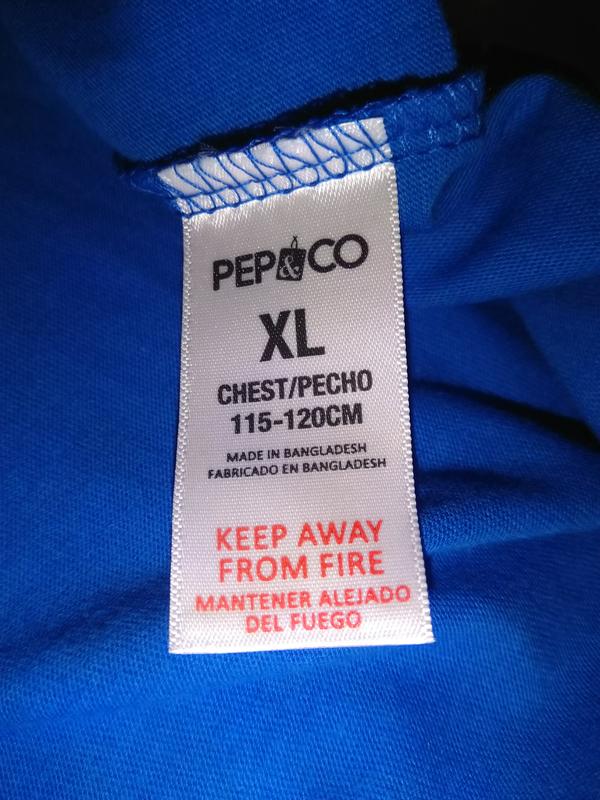 PEP&CO
XL
CHEST/PECHO
115-120CM
MADE IN BANGLADESH
FABRICADO EN BANGLADESH
KEEP AWAY
FROM FIRE
MANTENER ALEJADO
DEL FUEGO